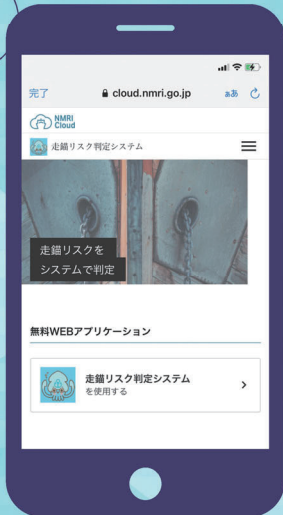 完了
cloud.nmri.go.jp
ぁあ
NMRI
Cloud
走錨リスク判定システム
走錨リスクを
システムで判定
無料WEBアプリケーション
走錨リスク判定システム
を使用する